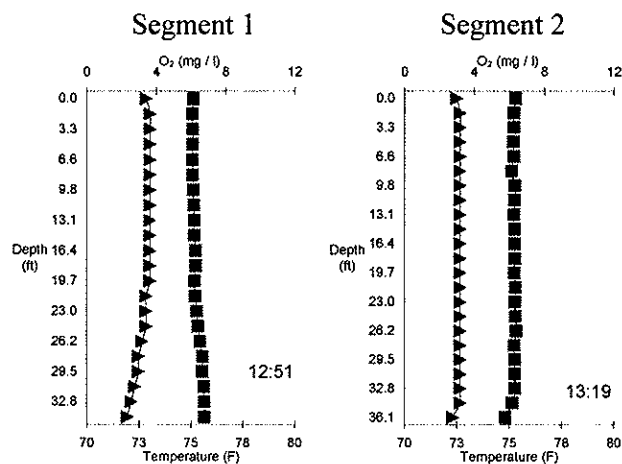 Segment 1
O₂ (mg / l)
0 4 8 12
0.0
3.3
6.6
9.8
13.1
Depth (ft)
16.4
19.7
23.0
26.2
29.5
32.8
12:51
70 73 75 78 80
Temperature (F)
Segment 2
O₂ (mg / l)
0 4 8 12
0.0
3.3
6.6
9.8
13.1
Depth (ft)
16.4
19.7
23.0
26.2
29.5
32.8
36.1
13:19
70 73 75 78 80
Temperature (F)